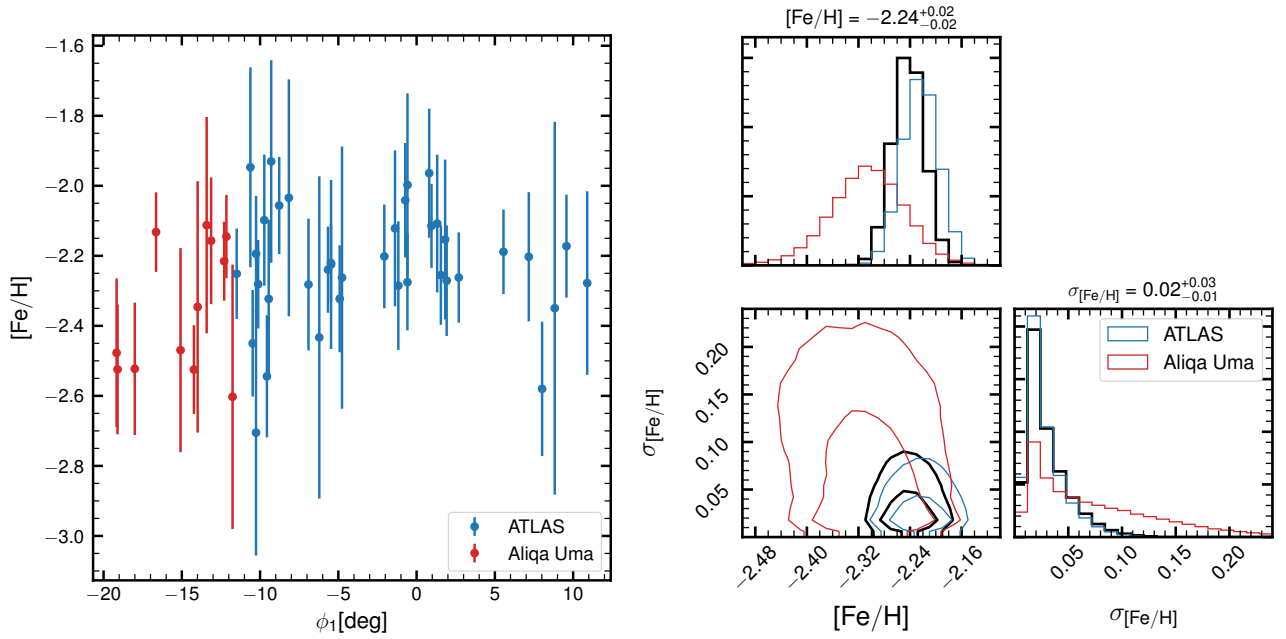 −1.6
−1.8
−2.0
−2.2
−2.4
−2.6
−2.8
−3.0
[Fe/H]
−20 −15 −10 −5 0 5 10
ϕ₁[deg]
ATLAS
Aliqa Uma
[Fe/H] = −2.24 +0.02 −0.02
0.20
0.15
0.10
0.05
σ[Fe/H]
−2.48 −2.40 −2.32 −2.24 −2.16
[Fe/H]
σ[Fe/H] = 0.02 +0.03 −0.01
ATLAS
Aliqa Uma
0.05 0.10 0.15 0.20
σ[Fe/H]